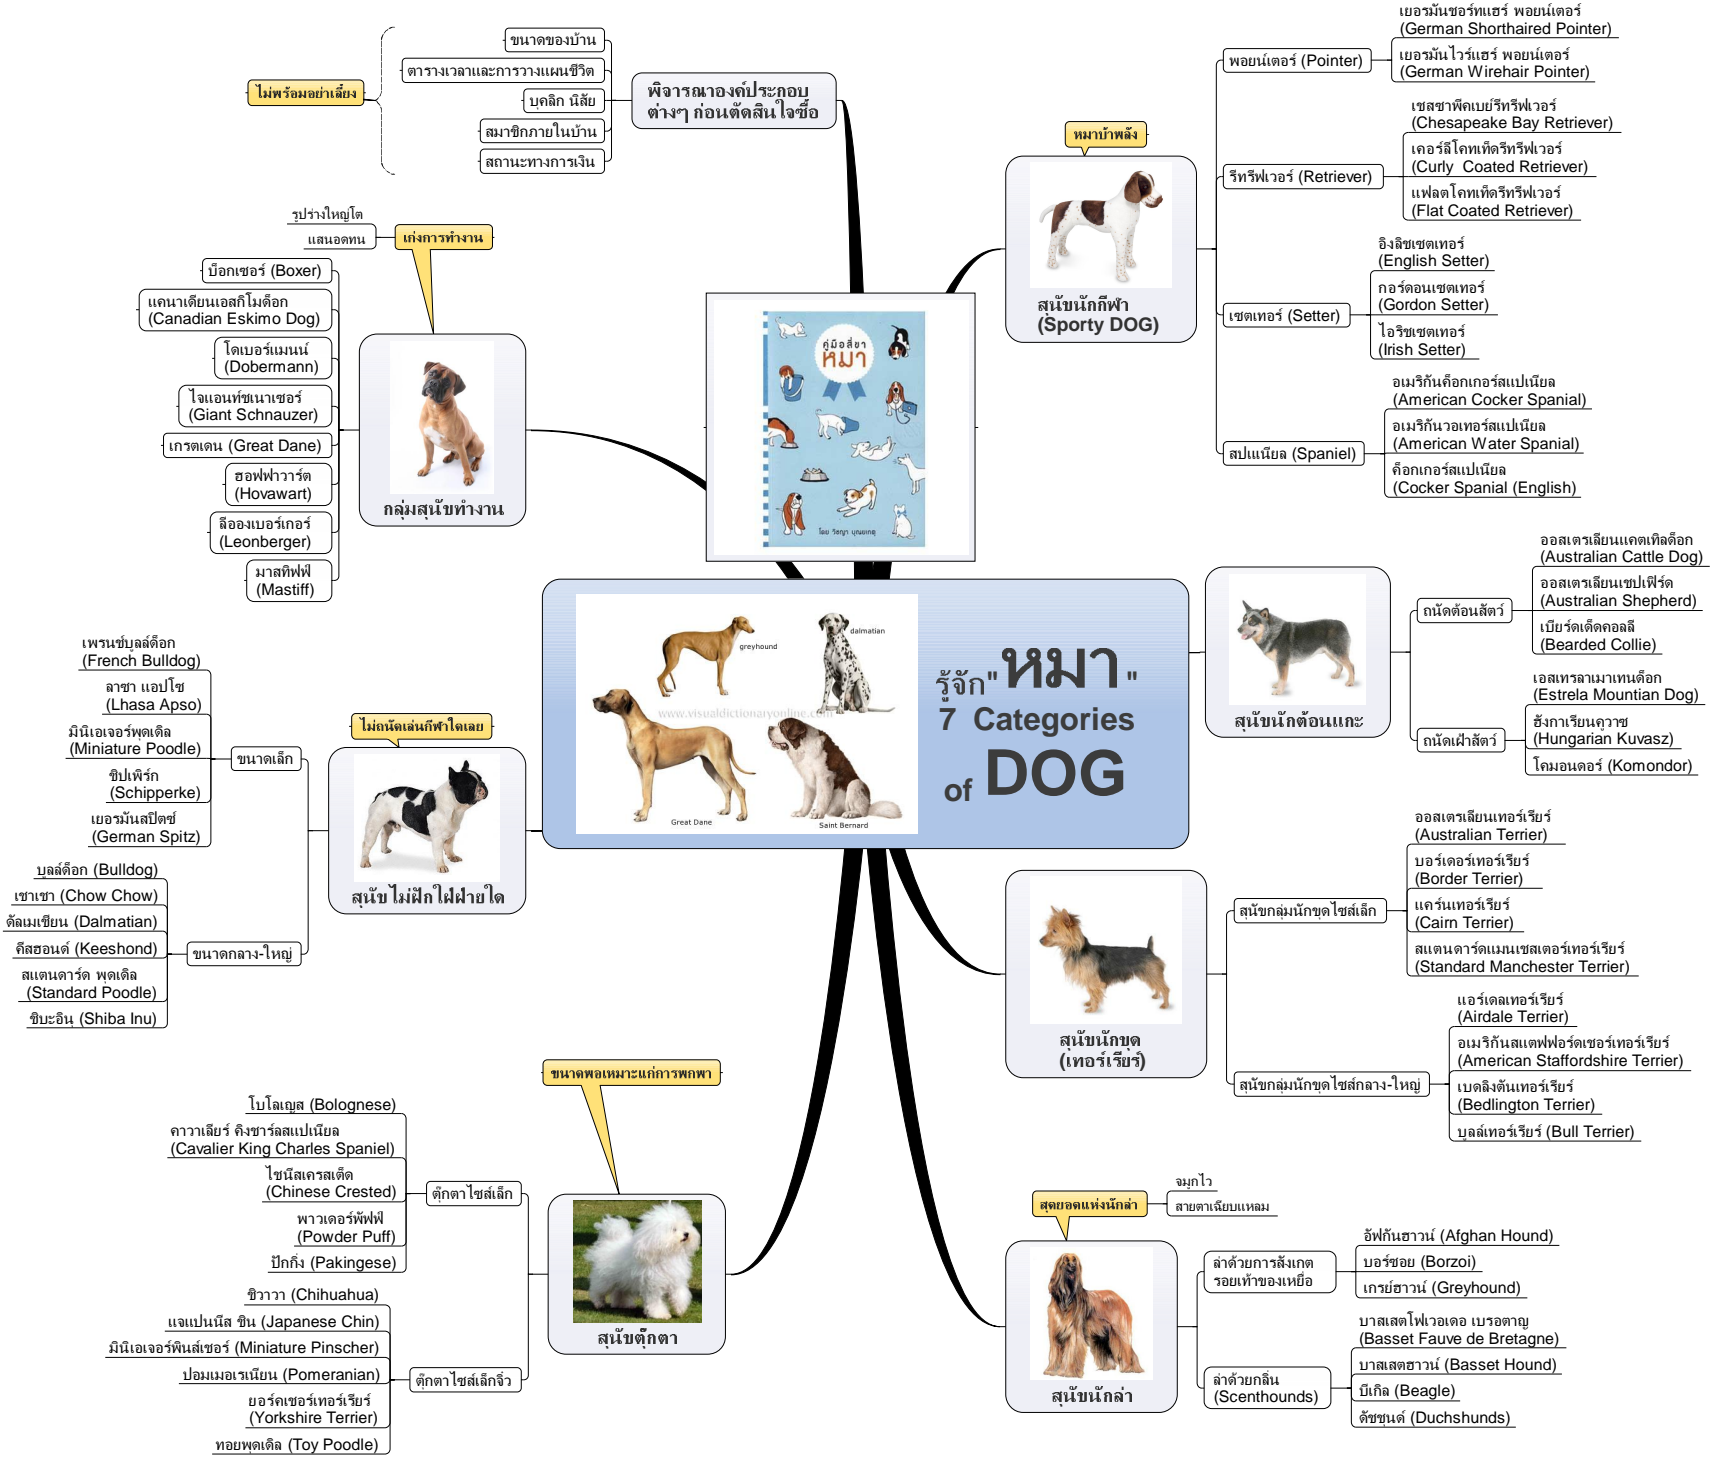 ขนาดของบ้าน
ตารางเวลาและการวางแผนชีวิต
บุคลิก นิสัย
สมาชิกภายในบ้าน
สถานะทางการเงิน
ไม่พร้อมอย่าเลี้ยง
พิจารณาองค์ประกอบ
ต่างๆ ก่อนตัดสินใจซื้อ
รูปร่างใหญ่โต
แสนอดทน
เก่งการทำงาน
บ็อกเซอร์ (Boxer)
แคนาเดียนเอสกิโมด็อก
(Canadian Eskimo Dog)
โดเบอร์แมนน์
(Dobermann)
ไจแอนท์ชเนาเซอร์
(Giant Schnauzer)
เกรตเดน (Great Dane)
ฮอฟฟาวาร์ต
(Hovawart)
ลีอองเบอร์เกอร์
(Leonberger)
มาสทิฟฟ์
(Mastiff)
กลุ่มสุนัขทำงาน
คู่มือสี่ขา
หมา
โดย วิชญา บุณยเกตุ
หมาบ้าพลัง
สุนัขนักกีฬา
(Sporty DOG)
พอยน์เตอร์ (Pointer)
เยอรมันชอร์ทแฮร์ พอยน์เตอร์
(German Shorthaired Pointer)
เยอรมันไวร์แฮร์ พอยน์เตอร์
(German Wirehair Pointer)
รีทรีฟเวอร์ (Retriever)
เชสซาพีคเบย์รีทรีฟเวอร์
(Chesapeake Bay Retriever)
เคอร์ลีโคทเท็ดรีทรีฟเวอร์
(Curly  Coated Retriever)
แฟลตโคทเท็ดรีทรีฟเวอร์
(Flat Coated Retriever)
เซตเทอร์ (Setter)
อิงลิชเซตเทอร์
(English Setter)
กอร์ดอนเซตเทอร์
(Gordon Setter)
ไอริชเซตเทอร์
(Irish Setter)
สปแนียล (Spaniel)
อเมริกันค็อกเกอร์สแปเนียล
(American Cocker Spanial)
อเมริกันวอเทอร์สแปเนียล
(American Water Spanial)
ค็อกเกอร์สแปเนียล
(Cocker Spanial (English)
รู้จัก"หมา"
7 Categories
of DOG
greyhound
dalmatian
www.visualdictionaryonline.com
Great Dane
Saint Bernard
สุนัขนักต้อนแกะ
ถนัดต้อนสัตว์
ออสเตรเลียนแคตเทิลด็อก
(Australian Cattle Dog)
ออสเตรเลียนเชปเฟิร์ด
(Australian Shepherd)
เบียร์ดเด็ดคอลลี
(Bearded Collie)
ถนัดเฝ้าสัตว์
เอสเทรลาเมาเทนด็อก
(Estrela Mountian Dog)
ฮังกาเรียนคูวาซ
(Hungarian Kuvasz)
โคมอนดอร์ (Komondor)
ไม่ถนัดเล่นกีฬาใดเลย
สุนัขไม่ฝักใฝ่ฝ่ายใด
ขนาดเล็ก
เฟรนช์บูลล์ด็อก
(French Bulldog)
ลาซา แอปโซ
(Lhasa Apso)
มินิเอเจอร์พุดเดิล
(Miniature Poodle)
ชิปเพิร์ก
(Schipperke)
เยอรมันสปิตซ์
(German Spitz)
ขนาดกลาง-ใหญ่
บูลล์ด็อก (Bulldog)
เชาเชา (Chow Chow)
ดัลเมเชียน (Dalmatian)
คีสฮอนด์ (Keeshond)
สแตนดาร์ด พุดเดิล
(Standard Poodle)
ชิบะอินุ (Shiba Inu)
สุนัขนักขุด
(เทอร์เรียร์)
สุนัขกลุ่มนักขุดไซส์เล็ก
ออสเตรเลียนเทอร์เรียร์
(Australian Terrier)
บอร์เดอร์เทอร์เรียร์
(Border Terrier)
แคร์นเทอร์เรียร์
(Cairn Terrier)
สแตนดาร์ดแมนเชสเตอร์เทอร์เรียร์
(Standard Manchester Terrier)
สุนัขกลุ่มนักขุดไซส์กลาง-ใหญ่
แอร์เดลเทอร์เรียร์
(Airdale Terrier)
อเมริกันสแตฟฟอร์ดเชอร์เทอร์เรียร์
(American Staffordshire Terrier)
เบดลิงตันเทอร์เรียร์
(Bedlington Terrier)
บูลล์เทอร์เรียร์ (Bull Terrier)
ขนาดพอเหมาะแก่การพกพา
สุนัขตุ๊กตา
ตุ๊กตาไซส์เล็ก
โบโลเญส (Bolognese)
คาวาเลียร์ คิงชาร์ลสแปเนียล
(Cavalier King Charles Spaniel)
ไชนีสเครสเต็ด
(Chinese Crested)
พาวเดอร์พัฟฟ์
(Powder Puff)
ปักกิ่ง (Pakingese)
ตุ๊กตาไซส์เล็กจิ๋ว
ชิวาวา (Chihuahua)
แจแปนนีส ชิน (Japanese Chin)
มินิเอเจอร์พินส์เชอร์ (Miniature Pinscher)
ปอมเมอเรเนียน (Pomeranian)
ยอร์คเชอร์เทอร์เรียร์
(Yorkshire Terrier)
ทอยพุดเดิล (Toy Poodle)
สุดยอดแห่งนักล่า
จมูกไว
สายตาเฉียบแหลม
สุนัขนักล่า
ล่าด้วยการสังเกต
รอยเท้าของเหยื่อ
อัฟกันฮาวน์ (Afghan Hound)
บอร์ซอย (Borzoi)
เกรย์ฮาวน์ (Greyhound)
ล่าด้วยกลิ่น
(Scenthounds)
บาสเสตโฟเวอเดอ เบรอตาญ
(Basset Fauve de Bretagne)
บาสเสตฮาวน์ (Basset Hound)
บีเกิล (Beagle)
ดัชชุนด์ (Duchshunds)